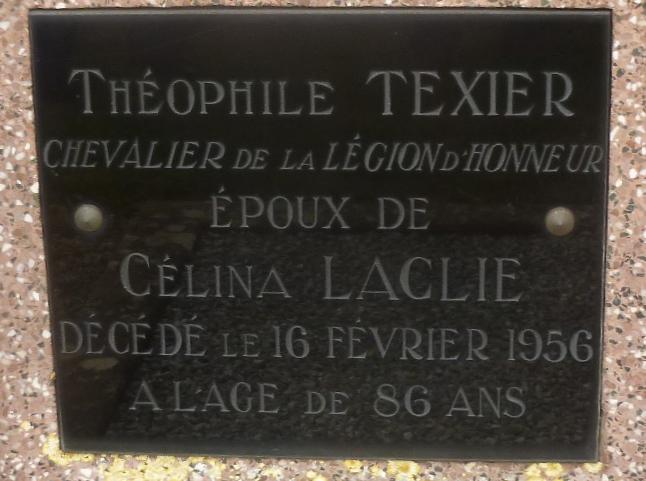 THÉOPHILE TEXIER
CHEVALIER DE LA LÉGION D'HONNEUR
ÉPOUX DE
CÉLINA LACLIE
DÉCÉDÉ LE 16 FÉVRIER 1956
A L'AGE DE 86 ANS